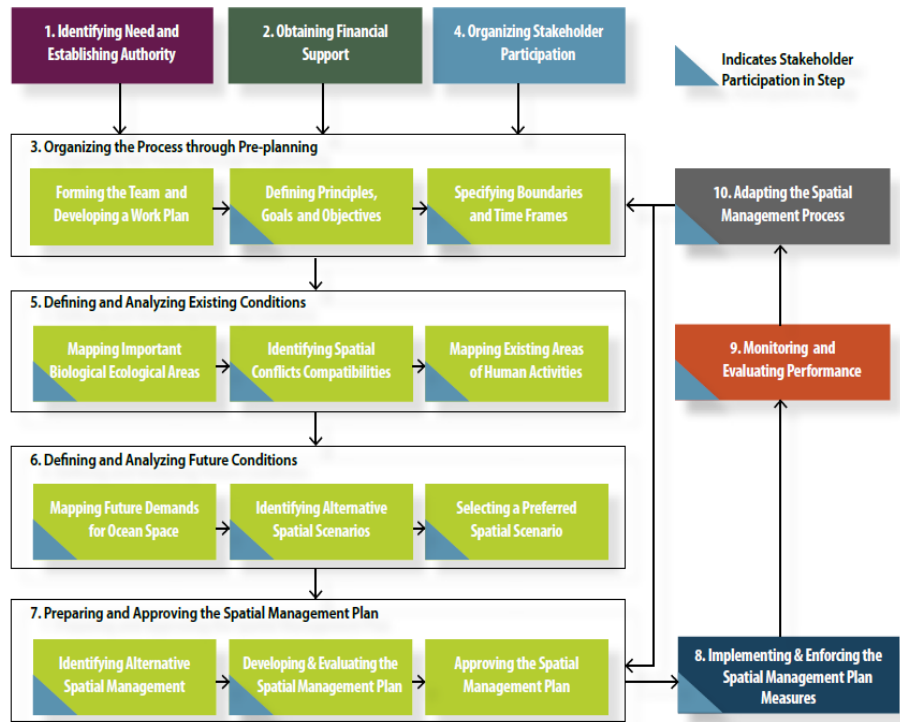 1. Identifying Need and
Establishing Authority
2. Obtaining Financial
Support
4. Organizing Stakeholder
Participation
Indicates Stakeholder
Participation in Step
3. Organizing the Process through Pre-planning
Forming the Team and
Developing a Work Plan
Defining Principles,
Goals and Objectives
Specifying Boundaries
and Time Frames
10. Adapting the Spatial
Management Process
5. Defining and Analyzing Existing Conditions
Mapping Important
Biological Ecological Areas
Identifying Spatial
Conflicts Compatibilities
Mapping Existing Areas
of Human Activities
9. Monitoring and
Evaluating Performance
6. Defining and Analyzing Future Conditions
Mapping Future Demands
for Ocean Space
Identifying Alternative
Spatial Scenarios
Selecting a Preferred
Spatial Scenario
7. Preparing and Approving the Spatial Management Plan
Identifying Alternative
Spatial Management
Developing & Evaluating the
Spatial Management Plan
Approving the Spatial
Management Plan
8. Implementing & Enforcing the
Spatial Management Plan
Measures